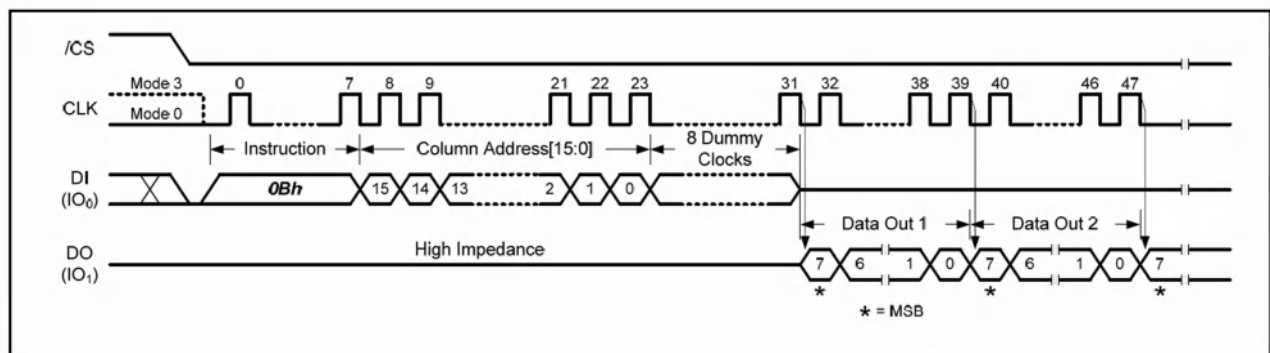 /CS
Mode 3 0 7 8 9 21 22 23 31 32 38 39 40 46 47
CLK
Mode 0
Instruction Column Address[15:0] 8 Dummy
Clocks
DI 0Bh 15 14 13 2 1 0
(IO0)
Data Out 1 Data Out 2
High Impedance
DO 7 6 1 0 7 6 1 0 7
(IO1)
* * *
* = MSB